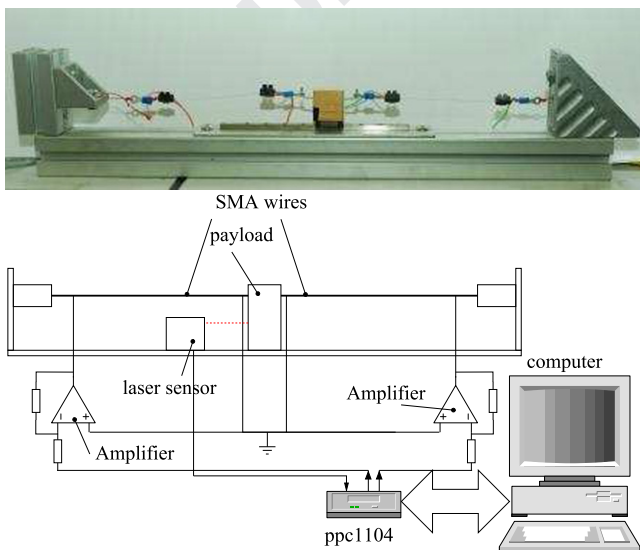 SMA wires
payload
laser sensor
computer
Amplifier
Amplifier
− +
+ −
ppc1104